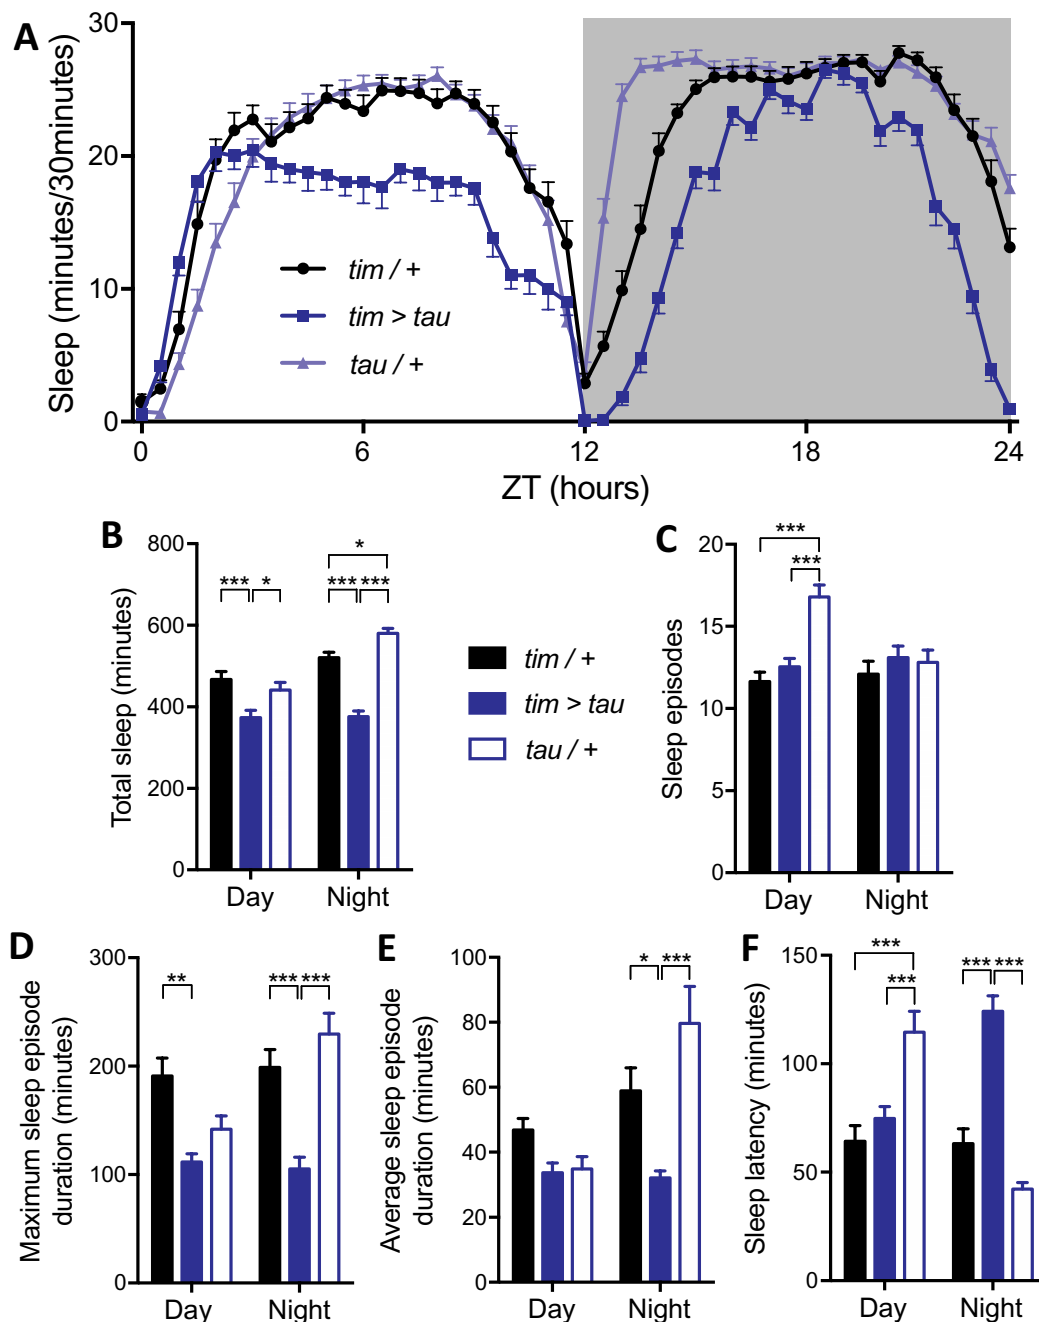 A
Sleep (minutes/30minutes)
30
20
10
0
tim / +
tim > tau
tau / +
0 6 12 18 24
ZT (hours)
B
Total sleep (minutes)
800
600
400
200
0
*** *
*
*** ***
Day Night
tim / +
tim > tau
tau / +
C
Sleep episodes
20
15
10
5
0
***
***
Day Night
D
Maximum sleep episode
duration (minutes)
300
200
100
0
**
*** ***
Day Night
E
Average sleep episode
duration (minutes)
100
80
60
40
20
0
* ***
Day Night
F
Sleep latency (minutes)
150
100
50
0
***
***
*** ***
Day Night